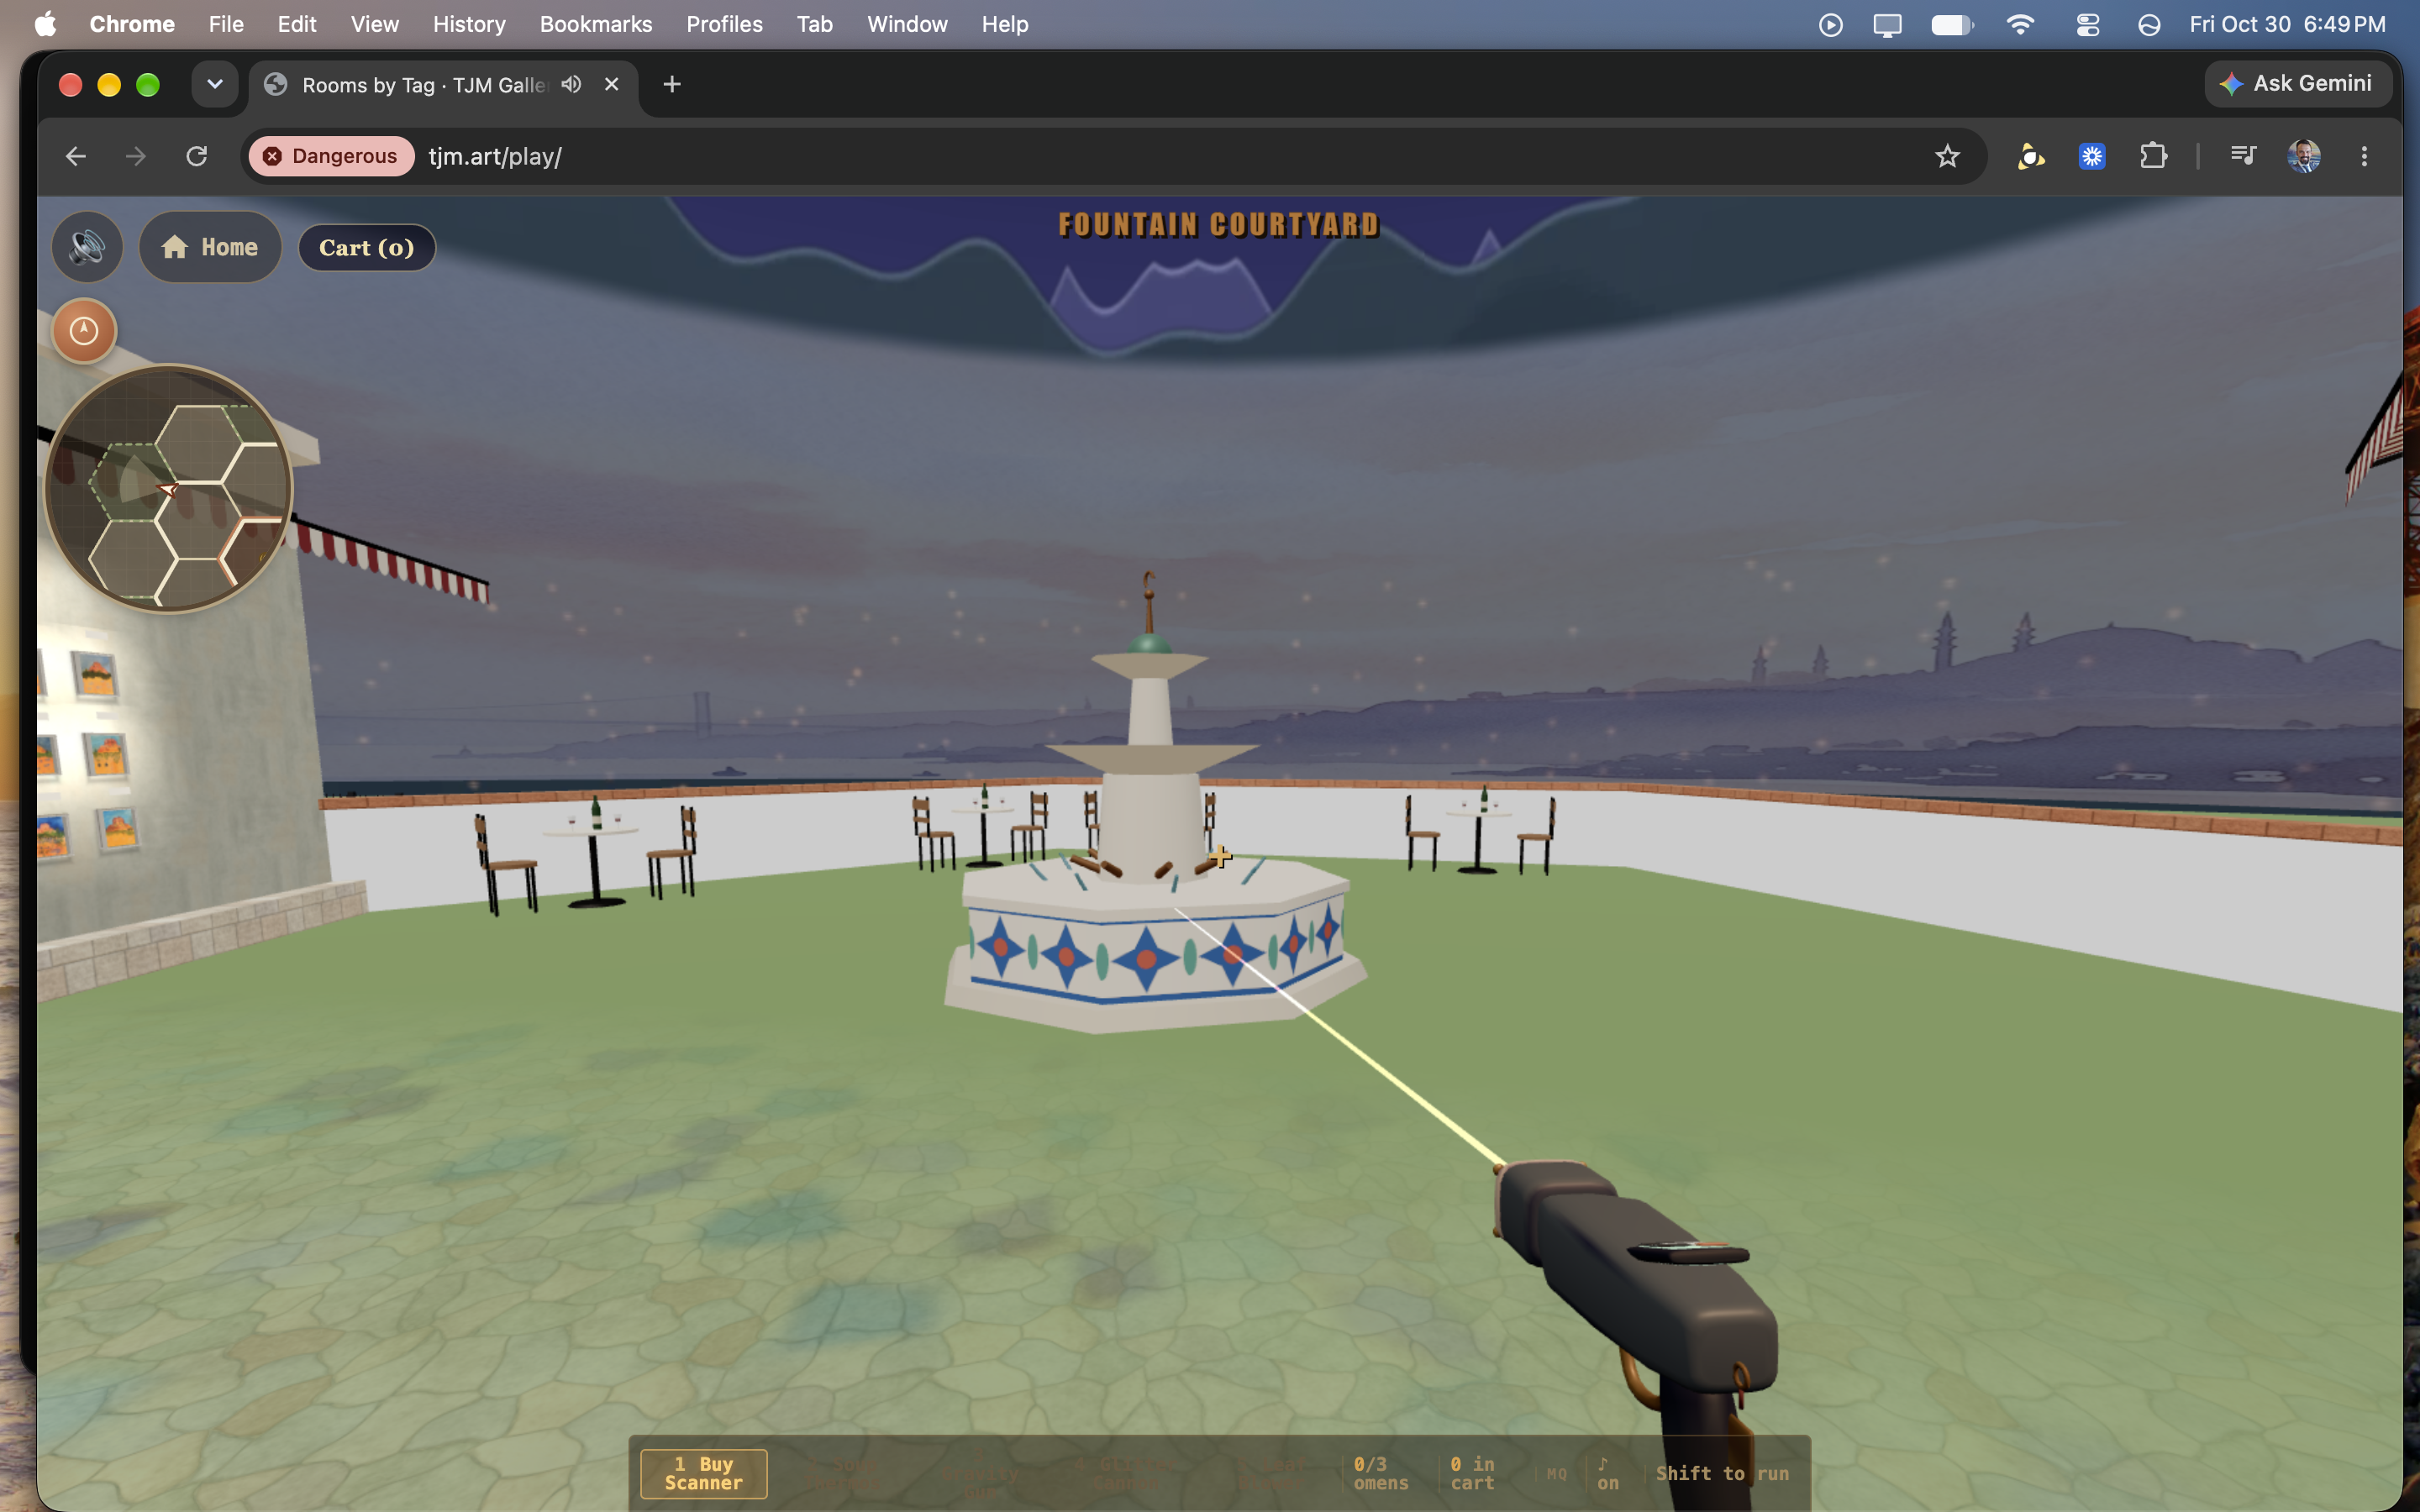 Chrome File Edit View History Bookmarks Profiles Tab Window Help Fri Oct 30 6:49 PM
Rooms by Tag · TJM Galle
Ask Gemini
Dangerous tjm.art/play/
Home
Cart (0)
FOUNTAIN COURTYARD
1 Buy
Scanner
0/3
omens
0 in
cart
MQ
♪
on
Shift to run